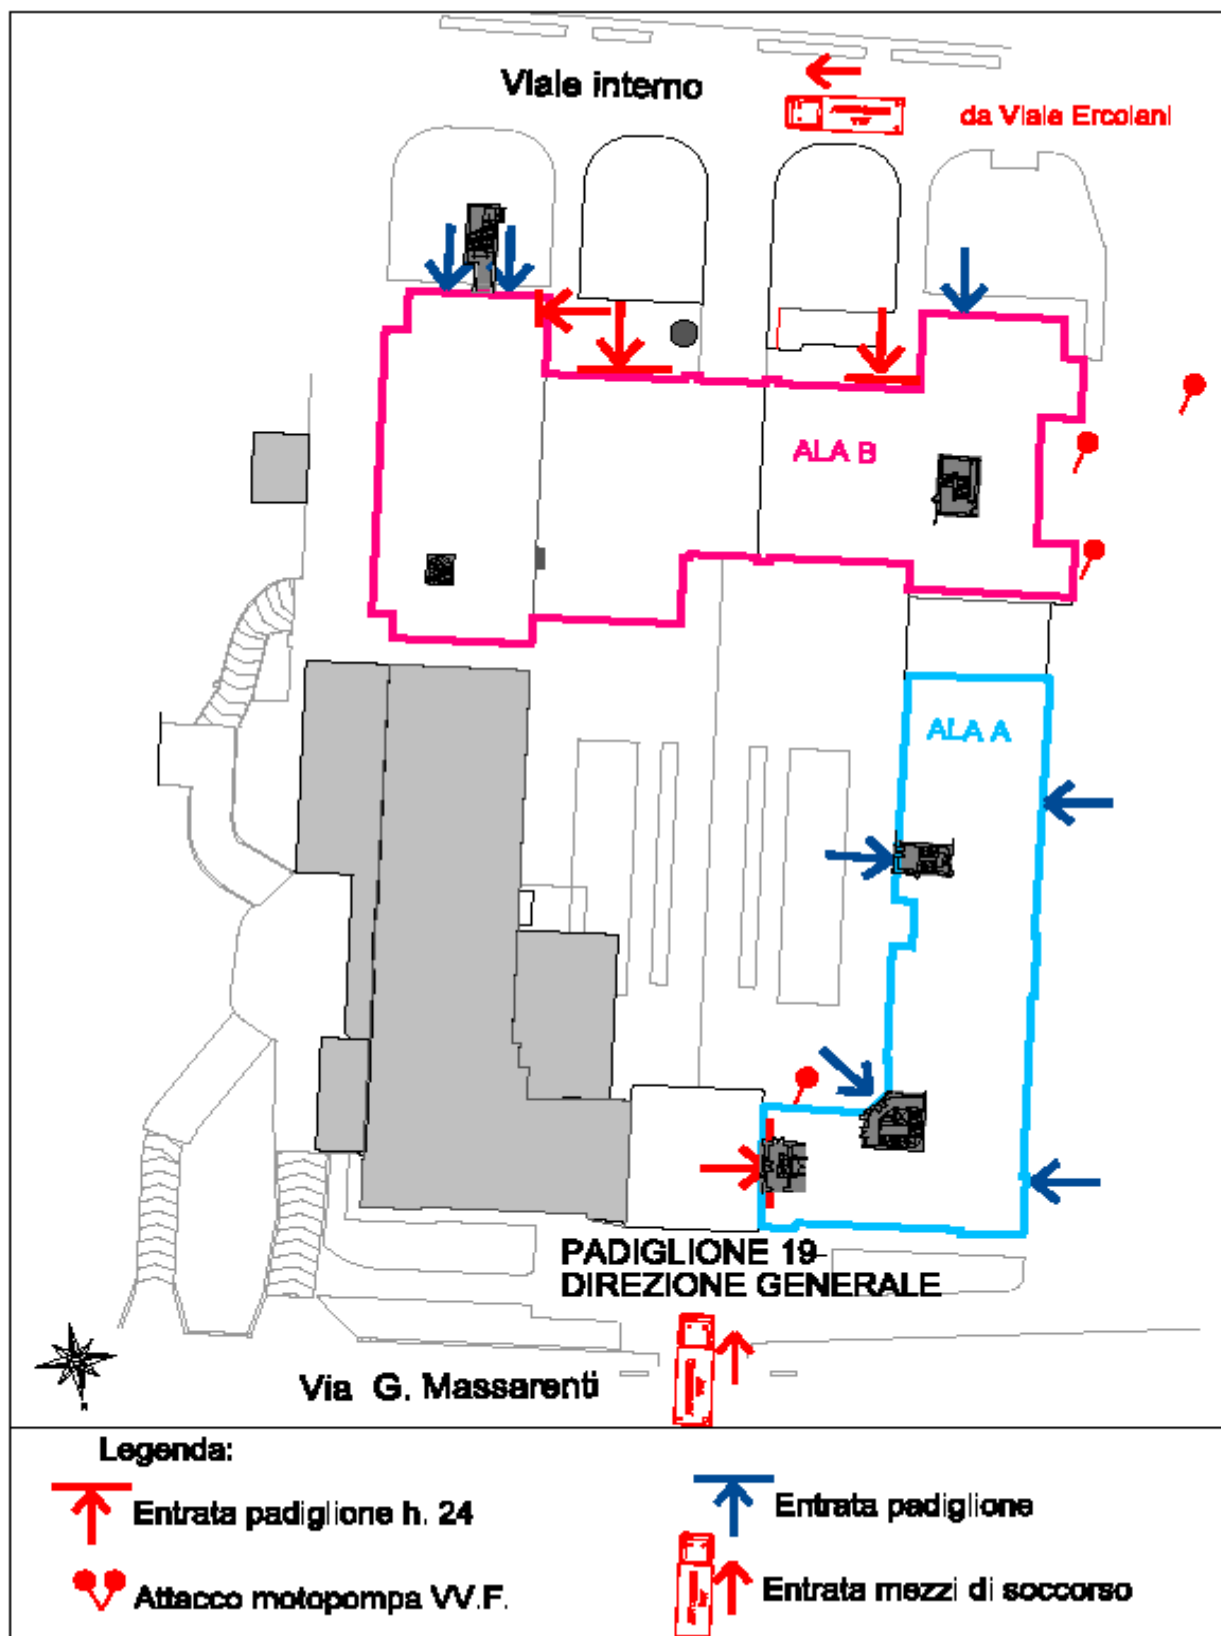 Viale interno
da Viale Ercolani
ALA B
ALA A
PADIGLIONE 19-
DIREZIONE GENERALE
Via G. Massarenti
Legenda:
Entrata padiglione h. 24
Entrata padiglione
Attacco motopompa VV.F.
Entrata mezzi di soccorso